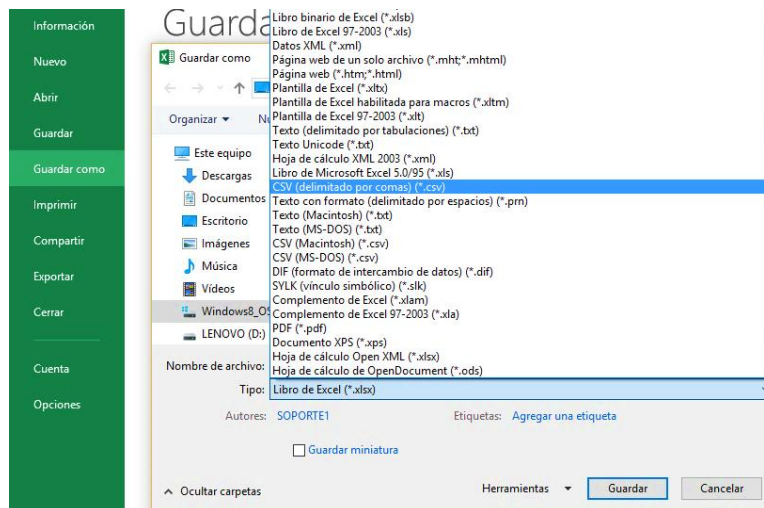 Información
Nuevo
Abrir
Guardar
Guardar como
Imprimir
Compartir
Exportar
Cerrar
Cuenta
Opciones
Guarda
Guardar como
Organizar
Nu
Este equipo
Descargas
Documentos
Escritorio
Imágenes
Música
Vídeos
Windows8_OS
LENOVO (D:)
Libro binario de Excel (*.xlsb)
Libro de Excel 97-2003 (*.xls)
Datos XML (*.xml)
Página web de un solo archivo (*.mht;*.mhtml)
Página web (*.htm;*.html)
Plantilla de Excel (*.xltx)
Plantilla de Excel habilitada para macros (*.xltm)
Plantilla de Excel 97-2003 (*.xlt)
Texto (delimitado por tabulaciones) (*.txt)
Texto Unicode (*.txt)
Hoja de cálculo XML 2003 (*.xml)
Libro de Microsoft Excel 5.0/95 (*.xls)
CSV (delimitado por comas) (*.csv)
Texto con formato (delimitado por espacios) (*.prn)
Texto (Macintosh) (*.txt)
Texto (MS-DOS) (*.txt)
CSV (Macintosh) (*.csv)
CSV (MS-DOS) (*.csv)
DIF (formato de intercambio de datos) (*.dif)
SYLK (vínculo simbólico) (*.slk)
Complemento de Excel (*.xlam)
Complemento de Excel 97-2003 (*.xla)
PDF (*.pdf)
Documento XPS (*.xps)
Hoja de cálculo Open XML (*.xlsx)
Hoja de cálculo de OpenDocument (*.ods)
Nombre de archivo:
Tipo: Libro de Excel (*.xlsx)
Autores: SOPORTE1 Etiquetas: Agregar una etiqueta
Guardar miniatura
Ocultar carpetas Herramientas Guardar Cancelar